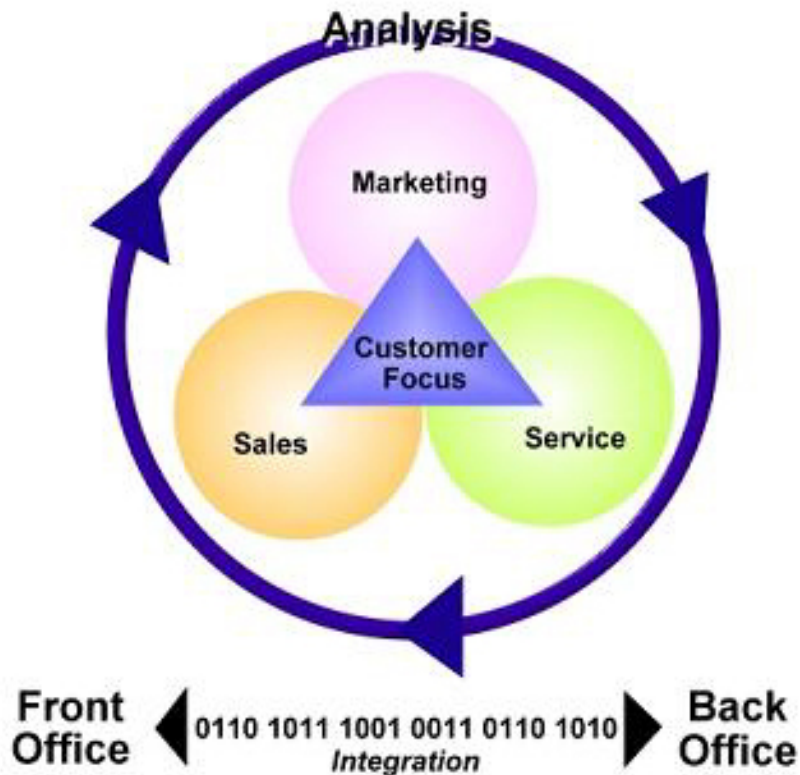 Analysis
Marketing
Customer
Focus
Sales
Service
Front
Office
0110 1011 1001 0011 0110 1010
Integration
Back
Office